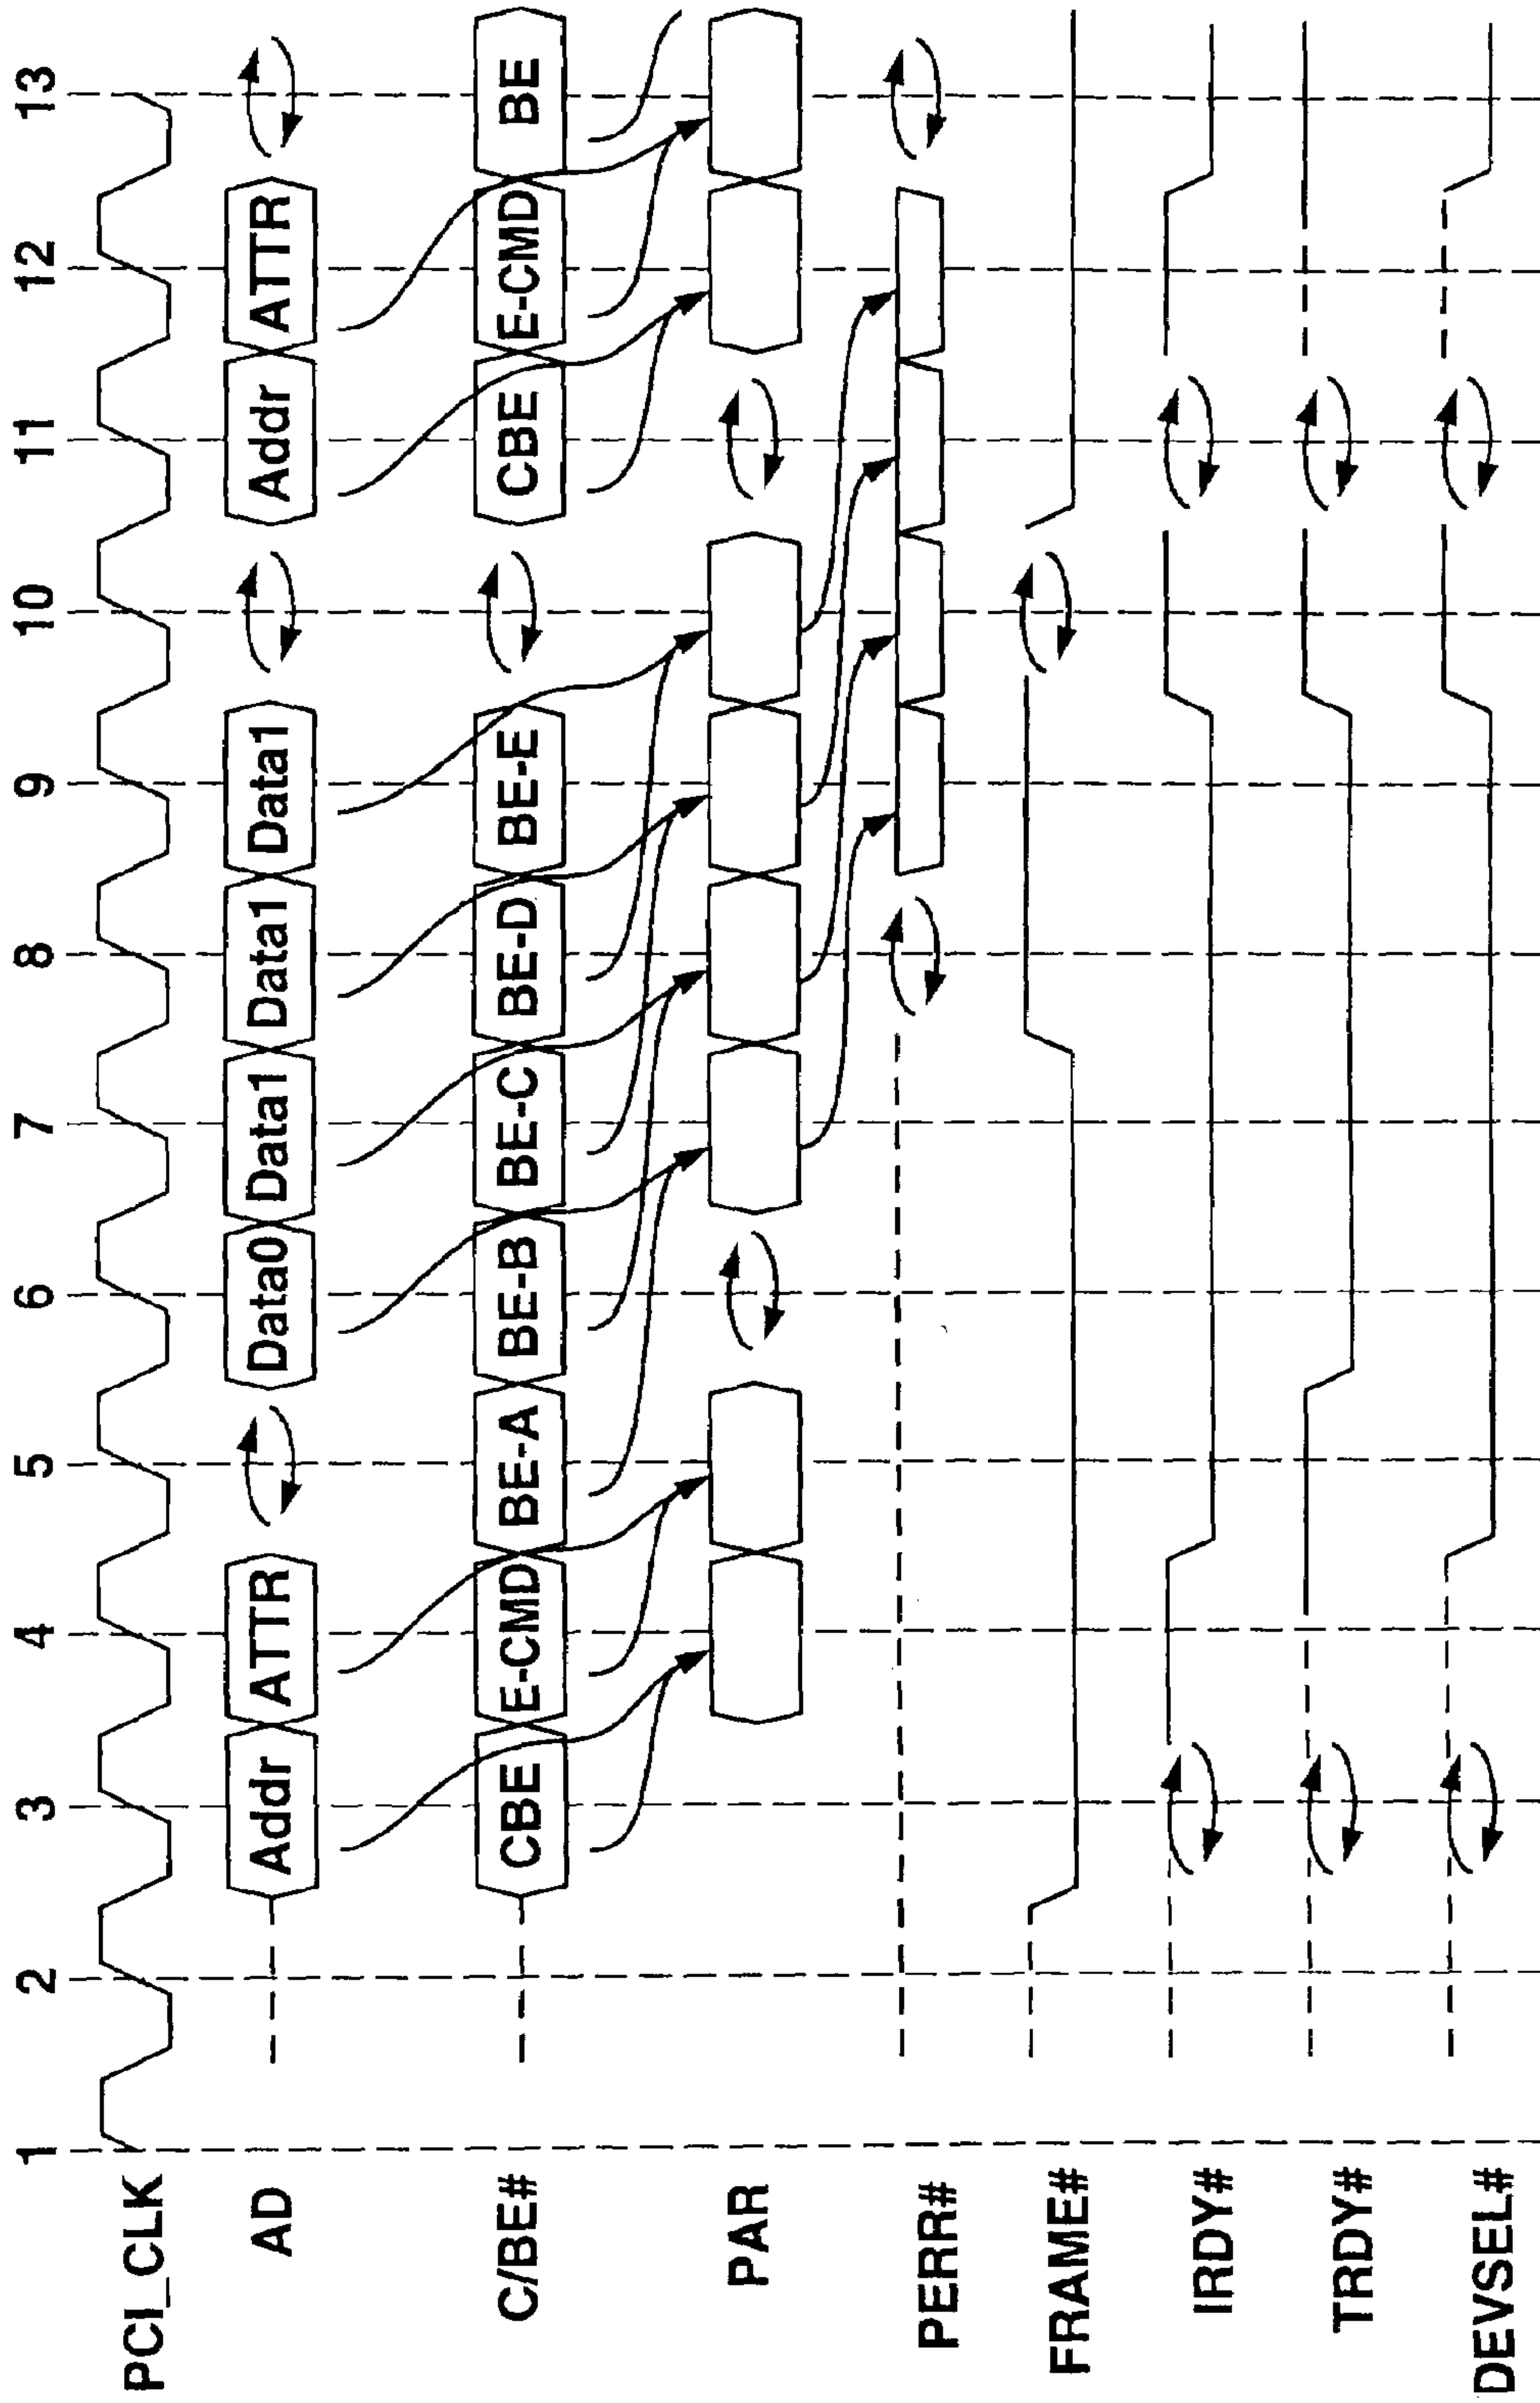 1 2 3 4 5 6 7 8 9 10 11 12 13
PCI_CLK
AD Addr ATTR Data0 Data1 Data1 Data1 Addr ATTR
C/BE# CBE E-CMD BE-A BE-B BE-C BE-D BE-E CBE E-CMD BE
PAR
PERR#
FRAME#
IRDY#
TRDY#
DEVSEL#